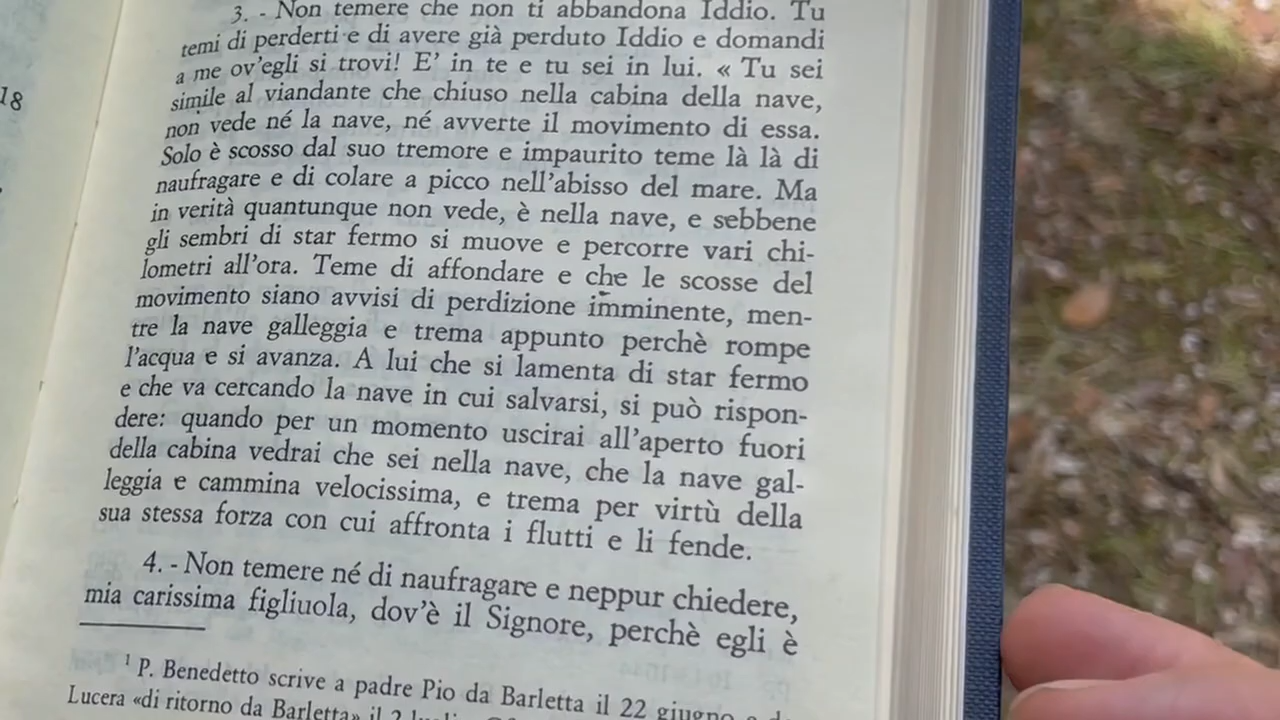 3. - Non temere che non ti abbandona Iddio. Tu
temi di perderti e di avere già perduto Iddio e domandi
a me ov'egli si trovi! E' in te e tu sei in lui. « Tu sei
simile al viandante che chiuso nella cabina della nave,
non vede né la nave, né avverte il movimento di essa.
Solo è scosso dal suo tremore e impaurito teme là là di
naufragare e di colare a picco nell'abisso del mare. Ma
in verità quantunque non vede, è nella nave, e sebbene
gli sembri di star fermo si muove e percorre vari chi-
lometri all'ora. Teme di affondare e che le scosse del
movimento siano avvisi di perdizione imminente, men-
tre la nave galleggia e trema appunto perchè rompe
l'acqua e si avanza. A lui che si lamenta di star fermo
e che va cercando la nave in cui salvarsi, si può rispon-
dere: quando per un momento uscirai all'aperto fuori
della cabina vedrai che sei nella nave, che la nave gal-
leggia e cammina velocissima, e trema per virtù della
sua stessa forza con cui affronta i flutti e li fende.
4. - Non temere né di naufragare e neppur chiedere,
mia carissima figliuola, dov'è il Signore, perchè egli è
1 P. Benedetto scrive a padre Pio da Barletta il 22 giugno e da
Lucera «di ritorno da Barletta» il 2
18